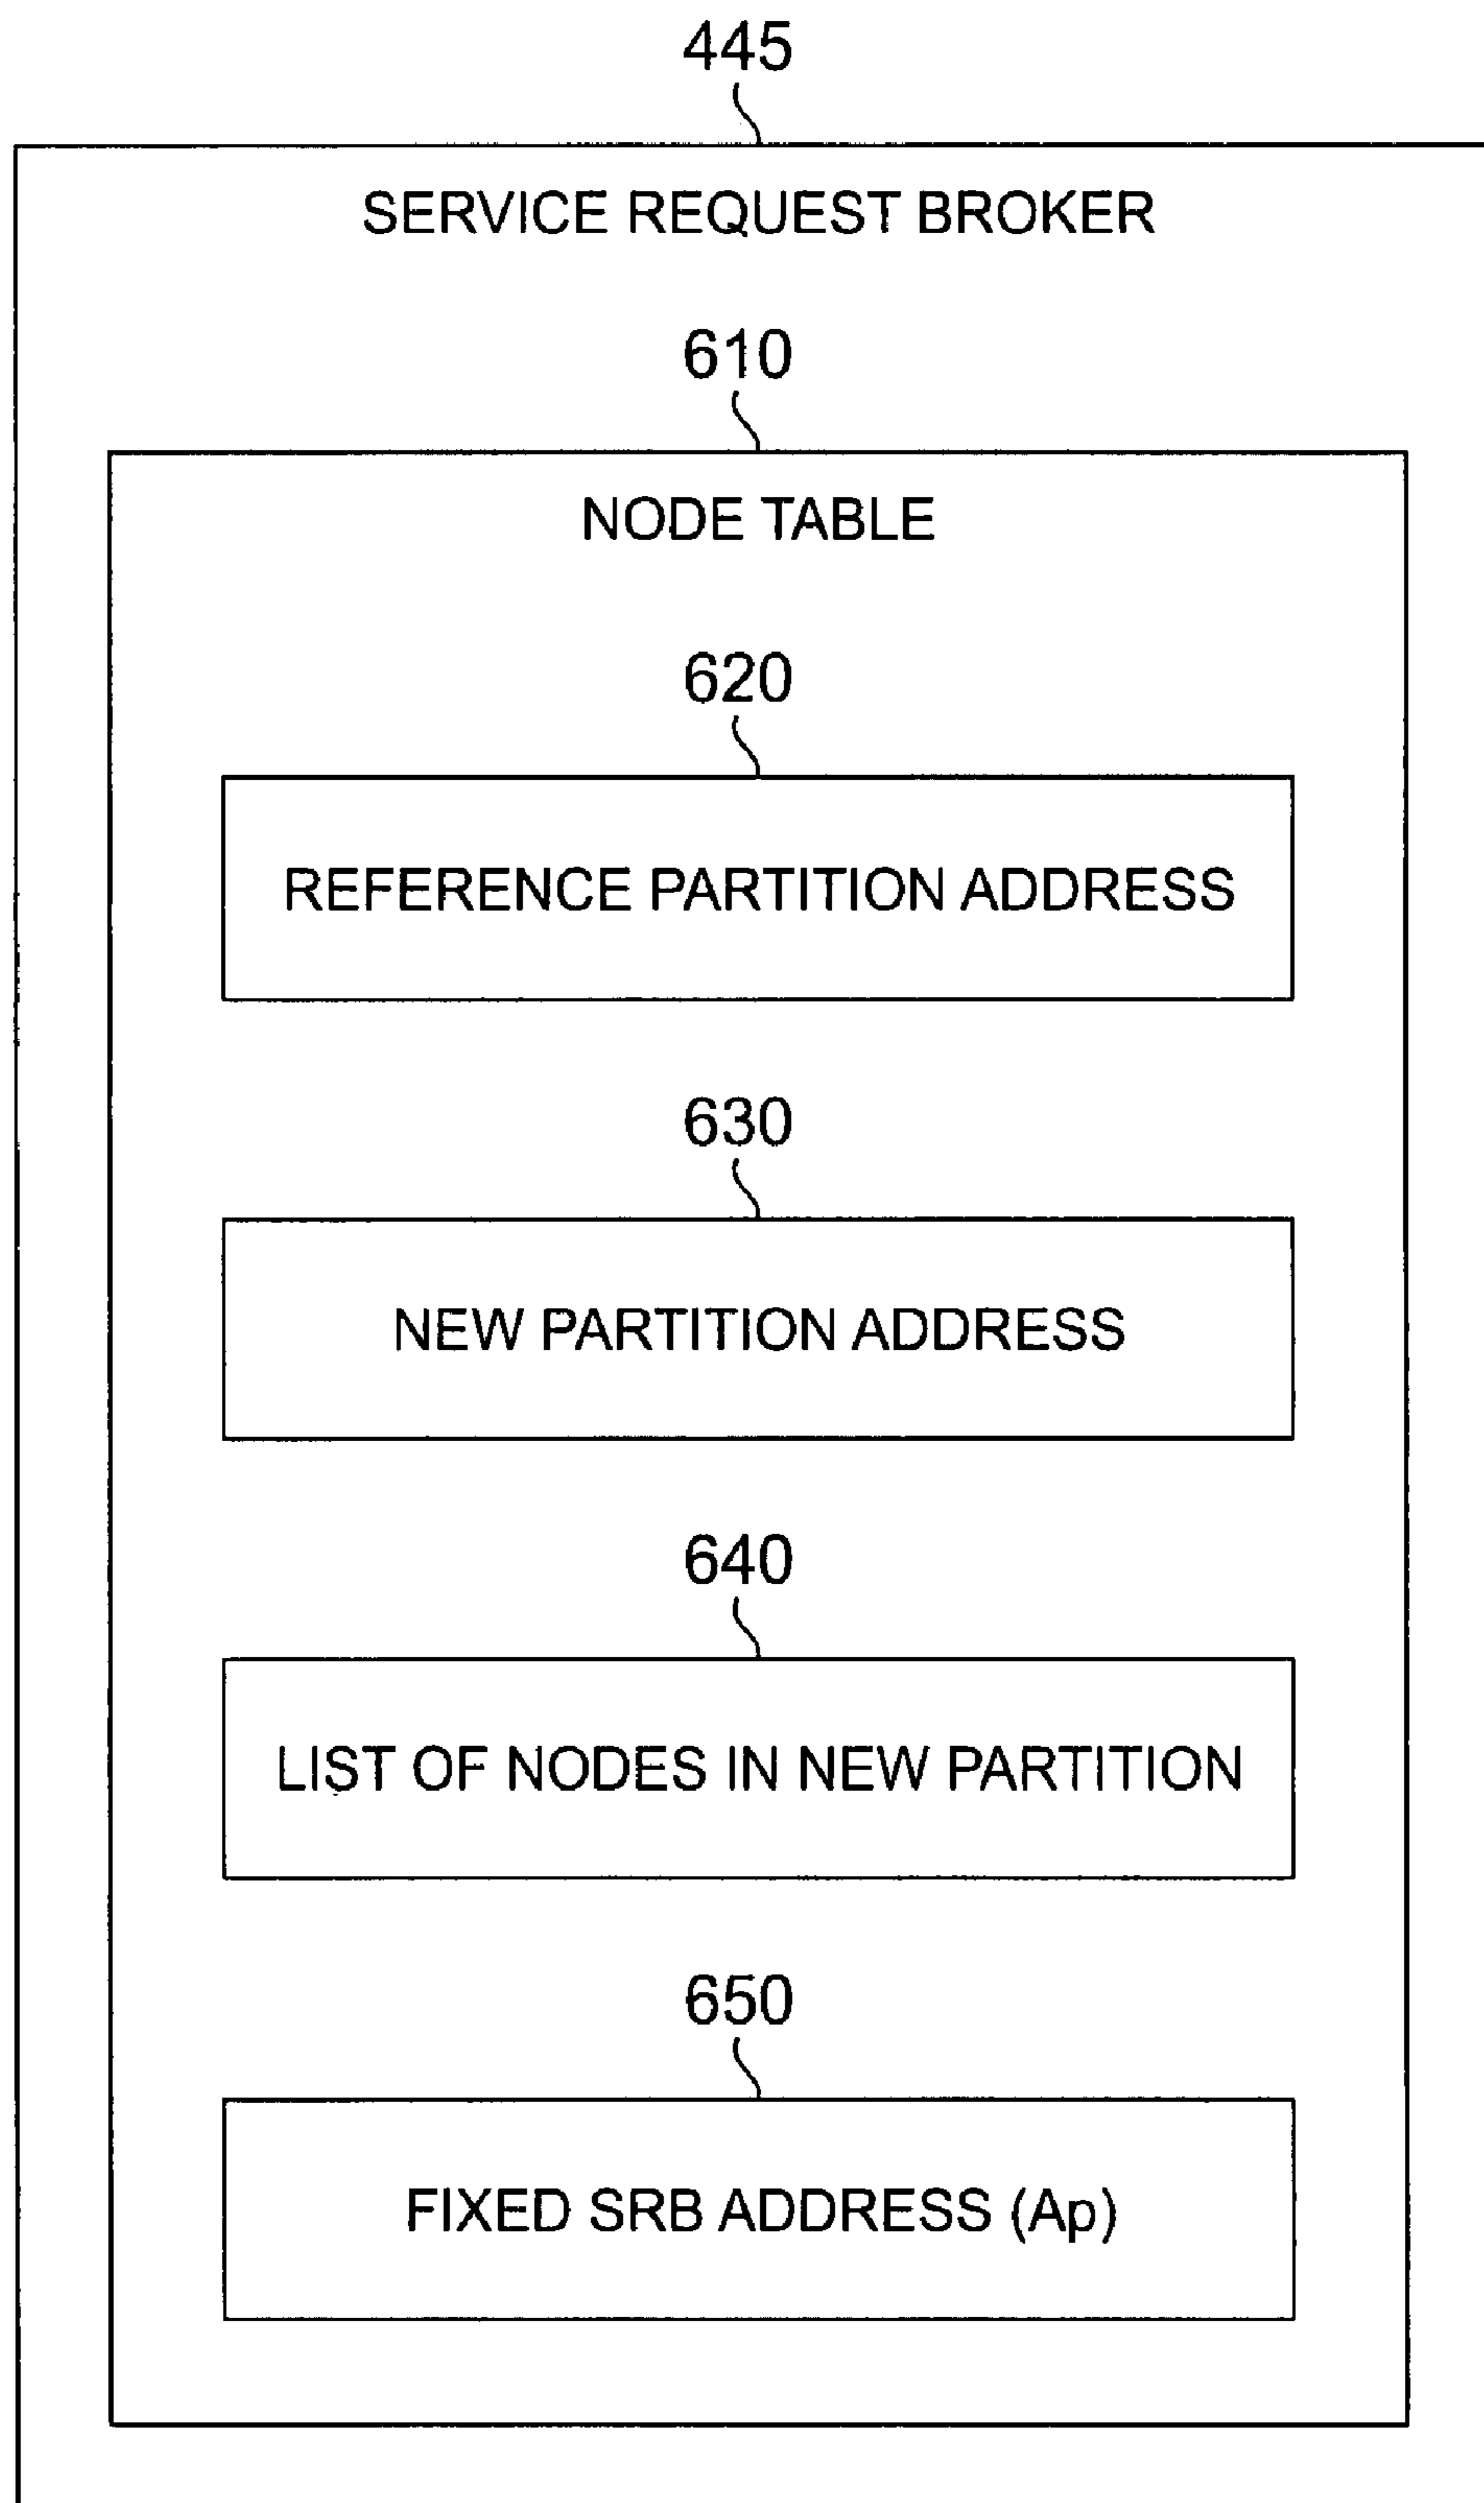 445
SERVICE REQUEST BROKER
610
NODE TABLE
620
REFERENCE PARTITION ADDRESS
630
NEW PARTITION ADDRESS
640
LIST OF NODES IN NEW PARTITION
650
FIXED SRB ADDRESS (Ap)